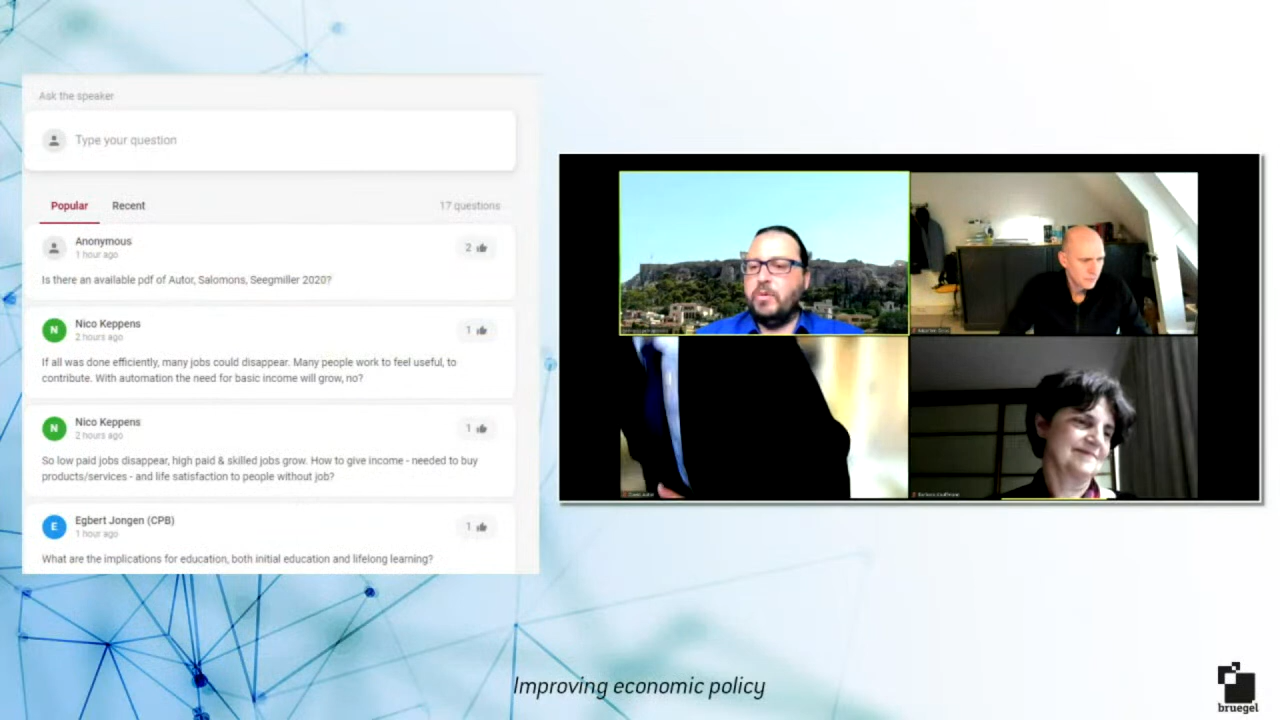 Ask the speaker
Type your question
Popular
Recent
17 questions
Anonymous
1 hour ago
2
Is there an available pdf of Autor, Salomons, Seegmiller 2020?
N
Nico Keppens
2 hours ago
1
If all was done efficiently, many jobs could disappear. Many people work to feel useful, to
contribute. With automation the need for basic income will grow, no?
N
Nico Keppens
2 hours ago
1
So low paid jobs disappear, high paid & skilled jobs grow. How to give income - needed to buy
products/services - and life satisfaction to people without job?
E
Egbert Jongen (CPB)
1 hour ago
1
What are the implications for education, both initial education and lifelong learning?
Improving economic policy
bruegel